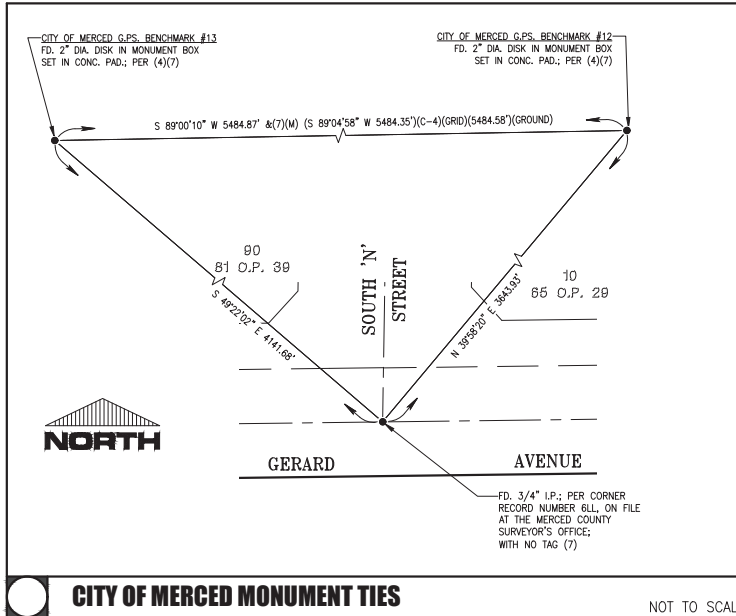 CITY OF MERCED G.P.S. BENCHMARK #13
FD. 2" DIA. DISK IN MONUMENT BOX
SET IN CONC. PAD.; PER (4)(7)
CITY OF MERCED G.P.S. BENCHMARK #12
FD. 2" DIA. DISK IN MONUMENT BOX
SET IN CONC. PAD.; PER (4)(7)
S 89°00'10" W 5484.87' &(7)(M) (S 89°04'58" W 5484.35')(C-4)(GRID)(5484.58')(GROUND)
90
81 O.P. 39
S 49°22'02" E 4141.68'
SOUTH 'N'
STREET
10
65 O.P. 29
N 39°58'20" E 3643.93'
NORTH
GERARD AVENUE
FD. 3/4" I.P.; PER CORNER
RECORD NUMBER 6LL, ON FILE
AT THE MERCED COUNTY
SURVEYOR'S OFFICE;
WITH NO TAG (7)
CITY OF MERCED MONUMENT TIES
NOT TO SCAL